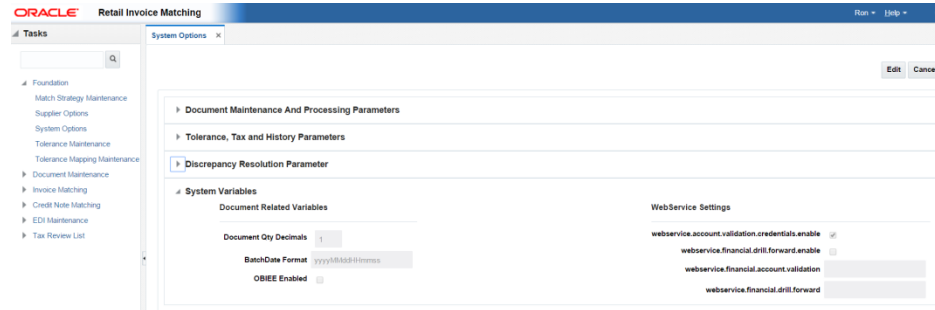 ORACLE Retail Invoice Matching Ron Help
Tasks System Options ×
Edit Cance
Foundation
Match Strategy Maintenance
Supplier Options
System Options
Tolerance Maintenance
Tolerance Mapping Maintenance
Document Maintenance
Invoice Matching
Credit Note Matching
EDI Maintenance
Tax Review List
Document Maintenance And Processing Parameters
Tolerance, Tax and History Parameters
Discrepancy Resolution Parameter
System Variables
Document Related Variables
Document Qty Decimals 1
BatchDate Format yyyyMMddHHmmss
OBIEE Enabled
WebService Settings
webservice.account.validation.credentials.enable
webservice.financial.drill.forward.enable
webservice.financial.account.validation
webservice.financial.drill.forward